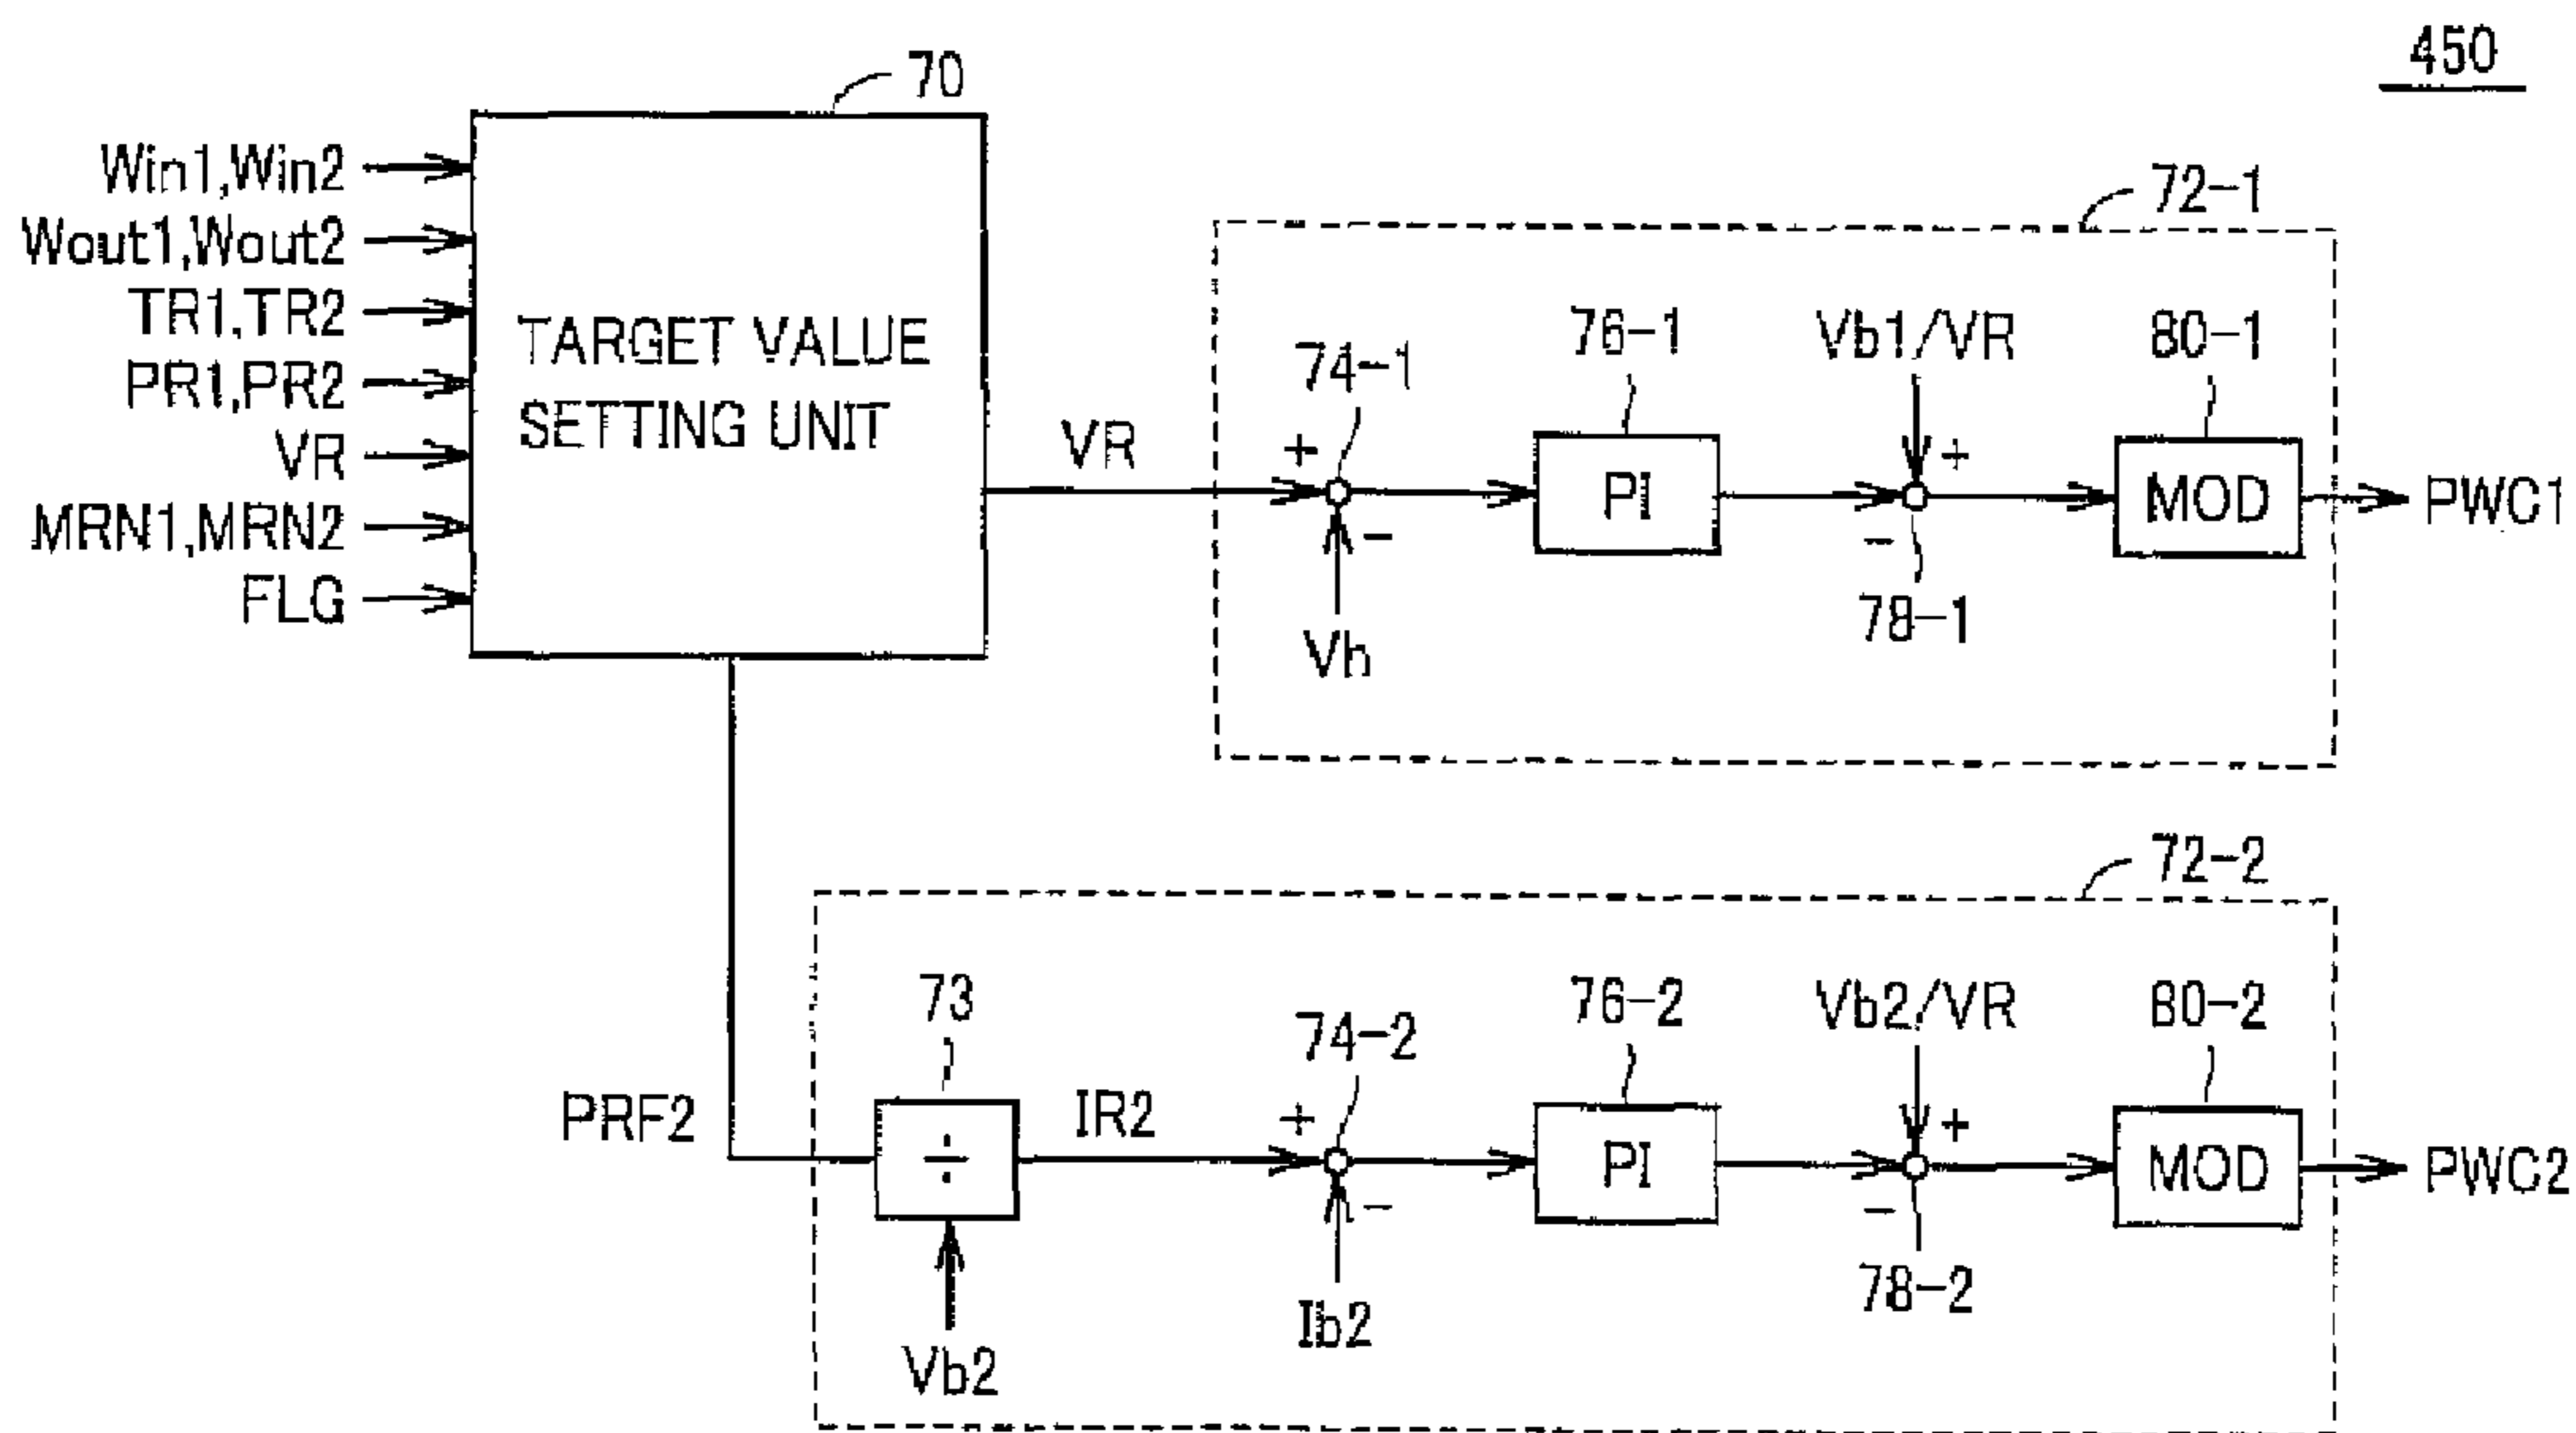 450
70
Win1,Win2
Wout1,Wout2
TR1,TR2
PR1,PR2
VR
MRN1,MRN2
FLG
TARGET VALUE
SETTING UNIT
VR
72-1
74-1
76-1
Vb1/VR
80-1
+
-
PI
+
-
MOD
PWC1
Vh
78-1
72-2
73
74-2
76-2
Vb2/VR
80-2
PRF2
÷
IR2
+
-
PI
+
-
MOD
PWC2
Vb2
Ib2
78-2